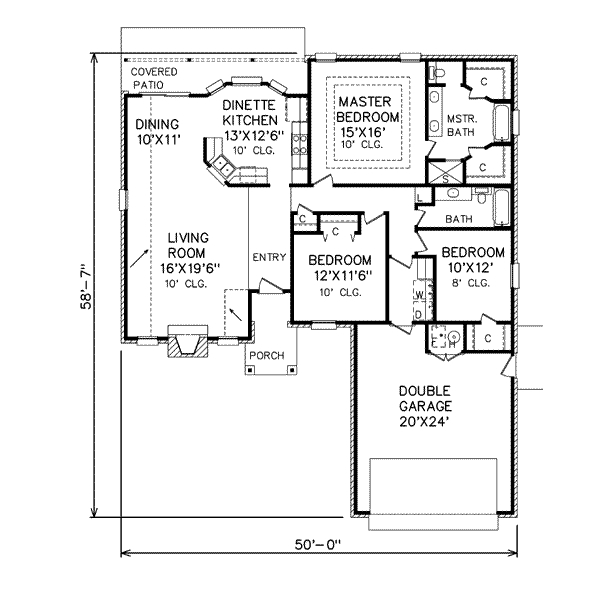 COVERED
PATIO
DINING
10'X11'
DINETTE
KITCHEN
13'X12'6"
10' CLG.
MASTER
BEDROOM
15'X16'
10' CLG.
C
MSTR.
BATH
C
S
L
BATH
LIVING
ROOM
16'X19'6"
10' CLG.
ENTRY
C
C
BEDROOM
12'X11'6"
10' CLG.
BEDROOM
10'X12'
8' CLG.
W
D
F
H
C
PORCH
DOUBLE
GARAGE
20'X24'
58'-7"
50'-0"